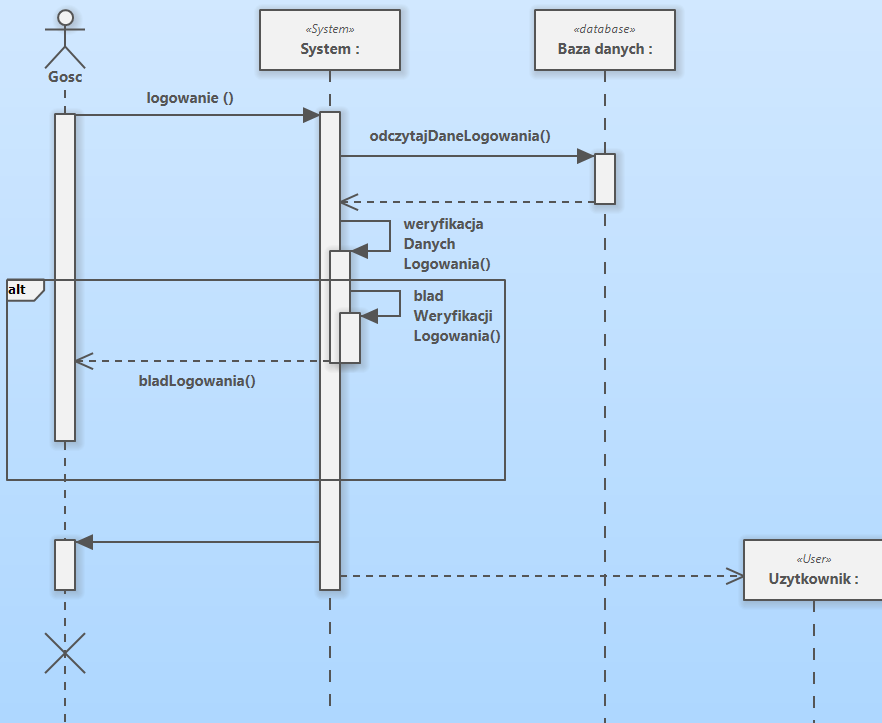 «System»
System :
«database»
Baza danych :
Gosc
logowanie ()
odczytajDaneLogowania()
weryfikacja
Danych
Logowania()
alt
blad
Weryfikacji
Logowania()
bladLogowania()
«User»
Uzytkownik :